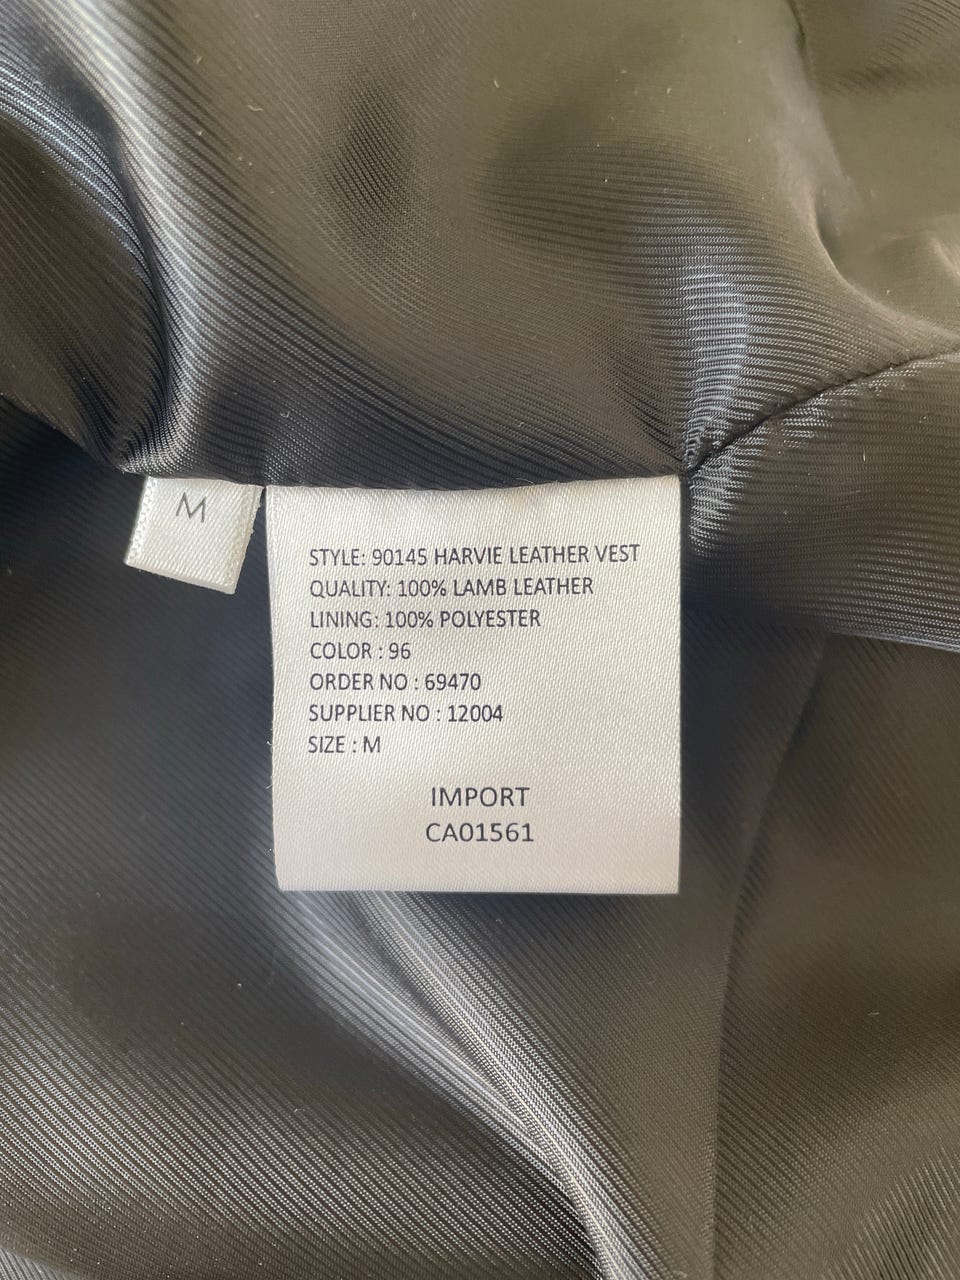 M
STYLE: 90145 HARVIE LEATHER VEST
QUALITY: 100% LAMB LEATHER
LINING: 100% POLYESTER
COLOR : 96
ORDER NO : 69470
SUPPLIER NO : 12004
SIZE : M
IMPORT
CA01561